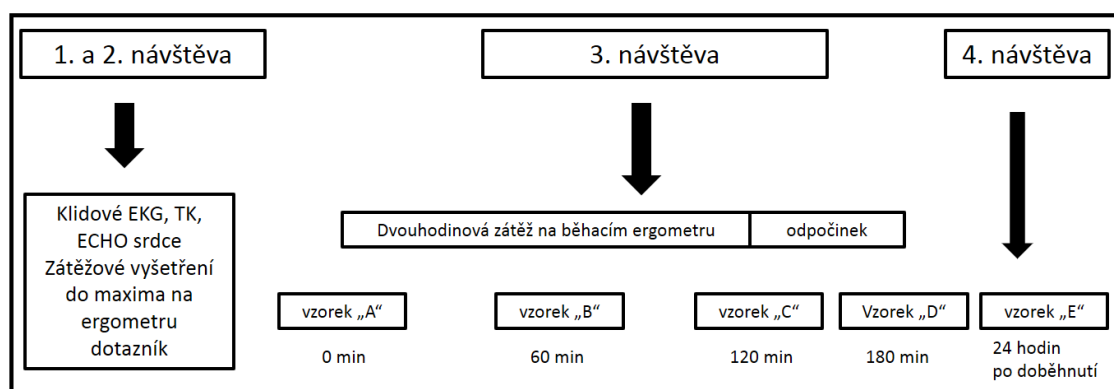 1. a 2. návštěva
3. návštěva
4. návštěva
Klidové EKG, TK,
ECHO srdce
Zátěžové vyšetření
do maxima na
ergometru
dotazník
Dvouhodinová zátěž na běhacím ergometru
odpočinek
vzorek „A“
vzorek „B“
vzorek „C“
Vzorek „D“
vzorek „E“
0 min
60 min
120 min
180 min
24 hodin
po doběhnutí